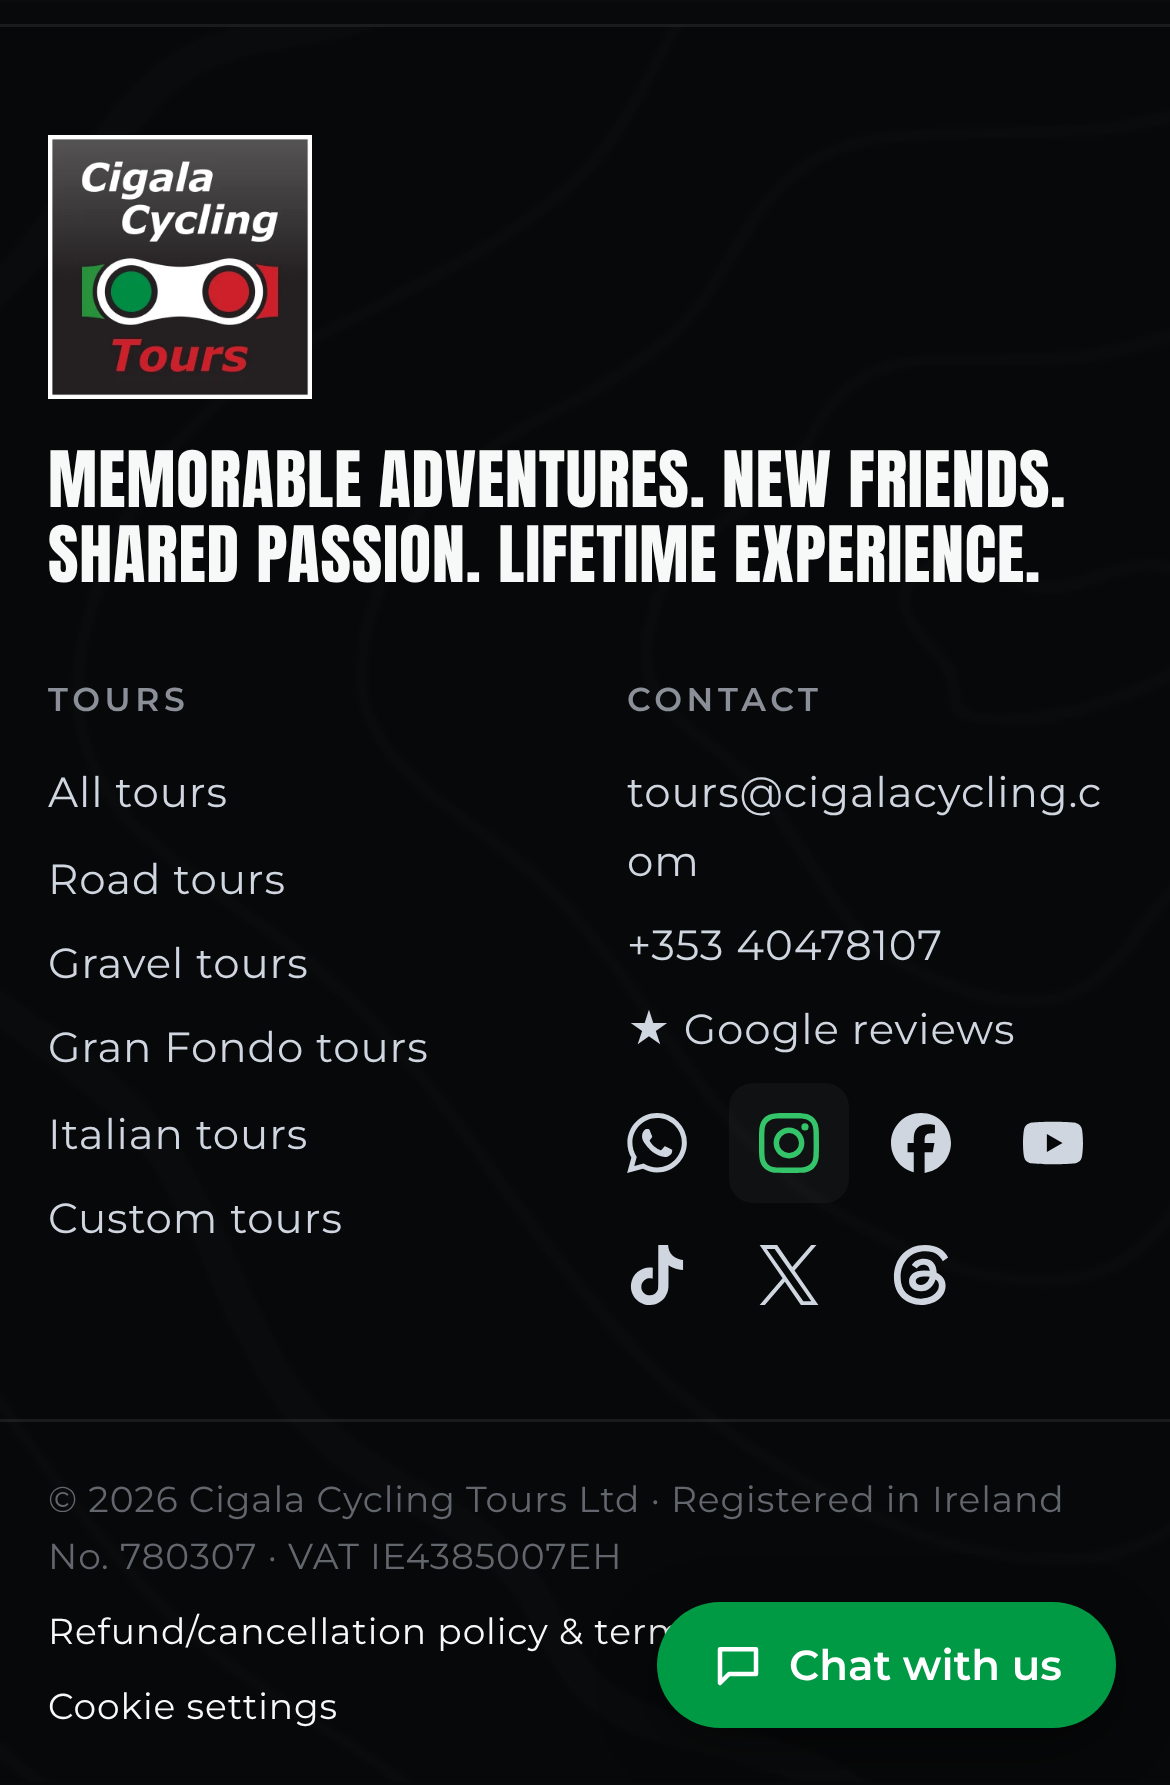 Cigala
Cycling
Tours
MEMORABLE ADVENTURES. NEW FRIENDS.
SHARED PASSION. LIFETIME EXPERIENCE.
TOURS
All tours
Road tours
Gravel tours
Gran Fondo tours
Italian tours
Custom tours
CONTACT
tours@cigalacycling.c
om
+353 40478107
★ Google reviews
© 2026 Cigala Cycling Tours Ltd · Registered in Ireland
No. 780307 · VAT IE4385007EH
Refund/cancellation policy &
Cookie settings
Chat with us